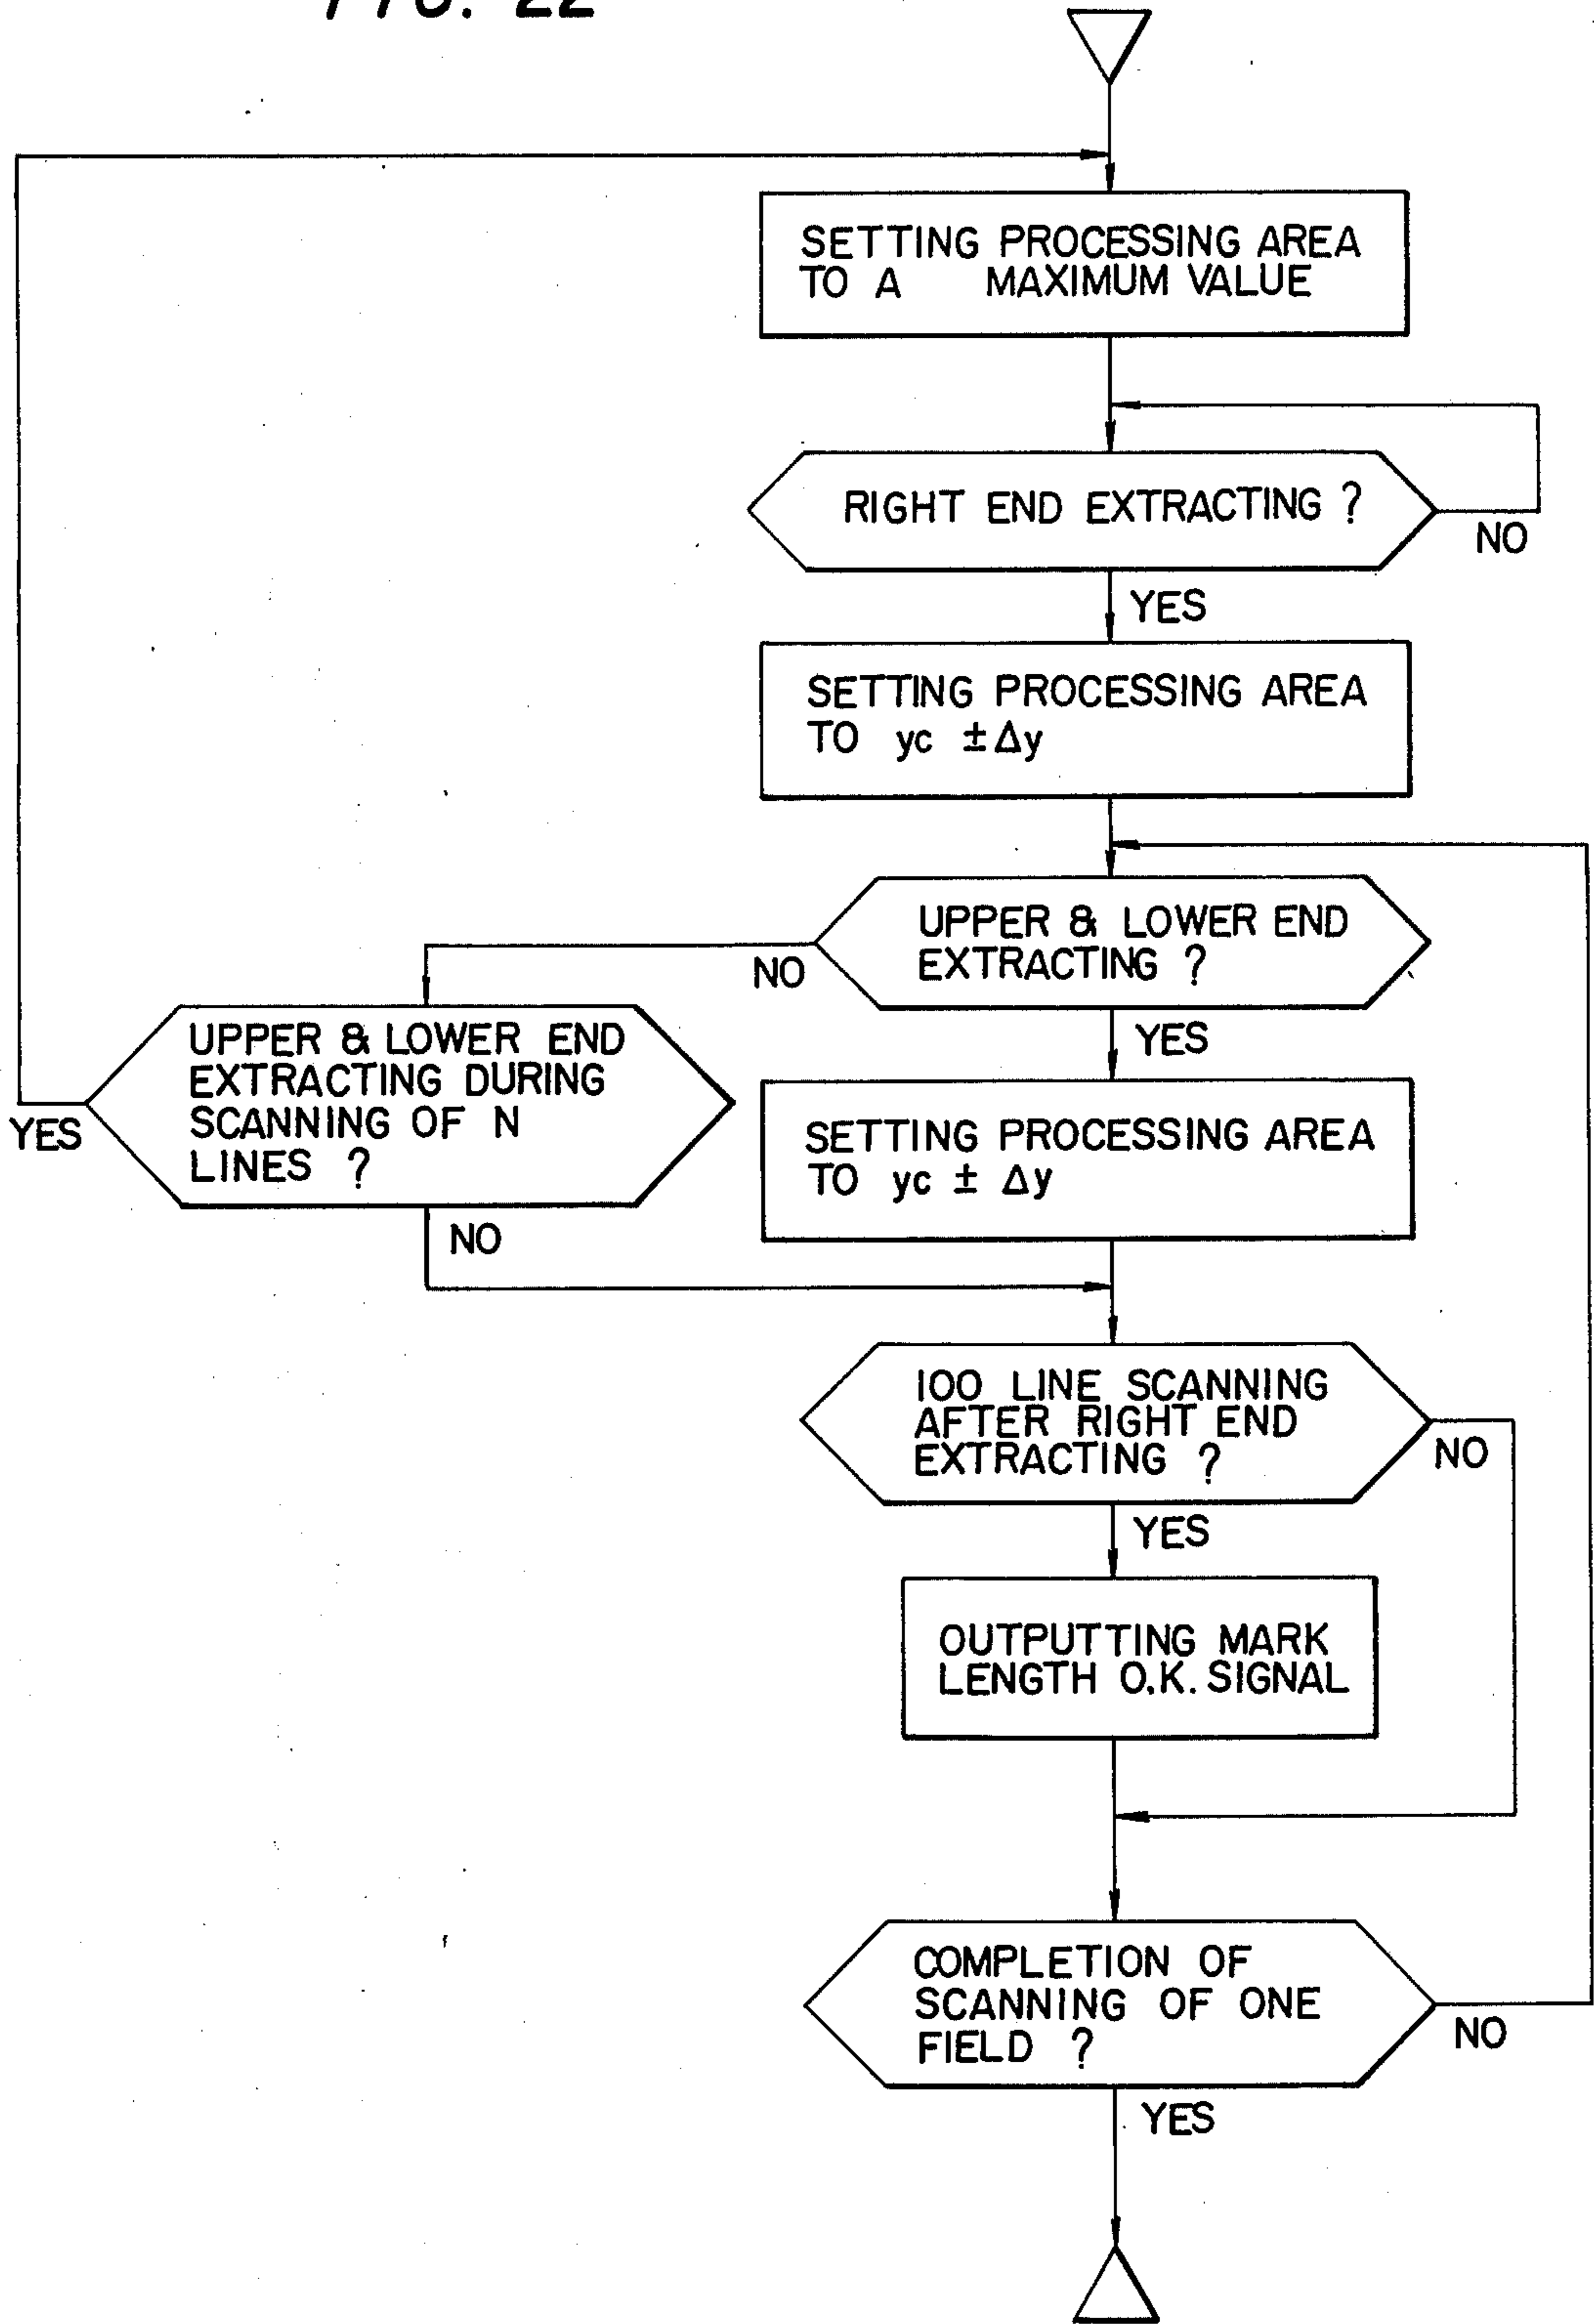 FIG. 22
SETTING PROCESSING AREA
TO A MAXIMUM VALUE
RIGHT END EXTRACTING ?
NO
YES
SETTING PROCESSING AREA
TO yc ±Δy
UPPER & LOWER END
EXTRACTING ?
NO
YES
UPPER & LOWER END
EXTRACTING DURING
SCANNING OF N
LINES ?
YES
NO
SETTING PROCESSING AREA
TO yc ± Δy
100 LINE SCANNING
AFTER RIGHT END
EXTRACTING ?
NO
YES
OUTPUTTING MARK
LENGTH O.K. SIGNAL
COMPLETION OF
SCANNING OF ONE
FIELD ?
NO
YES